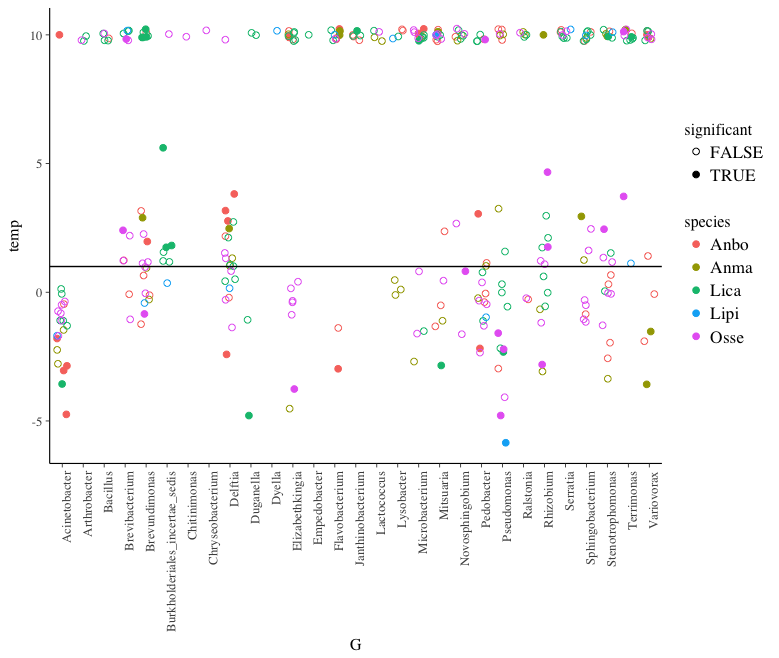 10
5
0
-5
temp
Acinetobacter
Arthrobacter
Bacillus
Brevibacterium
Brevundimonas
Burkholderiales_incertae_sedis
Chitinimonas
Chryseobacterium
Delftia
Duganella
Dyella
Elizabethkingia
Empedobacter
Flavobacterium
Janthinobacterium
Lactococcus
Lysobacter
Microbacterium
Mitsuaria
Novosphingobium
Pedobacter
Pseudomonas
Ralstonia
Rhizobium
Serratia
Sphingobacterium
Stenotrophomonas
Terrimonas
Variovorax
G
significant
FALSE
TRUE
species
Anbo
Anma
Lica
Lipi
Osse